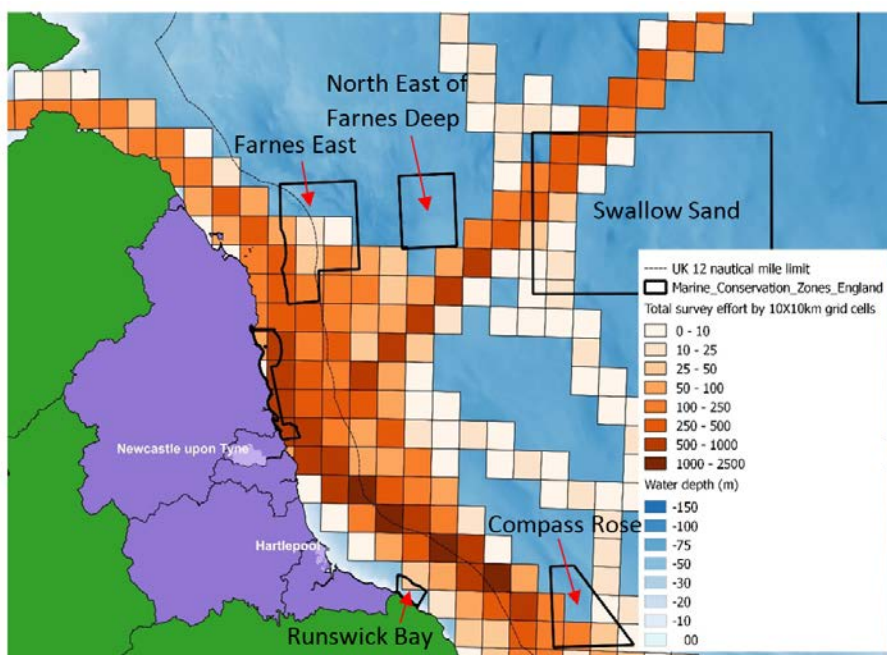 North East of
Farnes Deep
Farnes East
Swallow Sand
UK 12 nautical mile limit
Marine_Conservation_Zones_England
Total survey effort by 10X10km grid cells
0 - 10
10 - 25
25 - 50
50 - 100
100 - 250
250 - 500
500 - 1000
1000 - 2500
Water depth (m)
-150
-100
-75
-50
-30
-20
-10
00
Newcastle upon Tyne
Compass Rose
Hartlepool
Runswick Bay